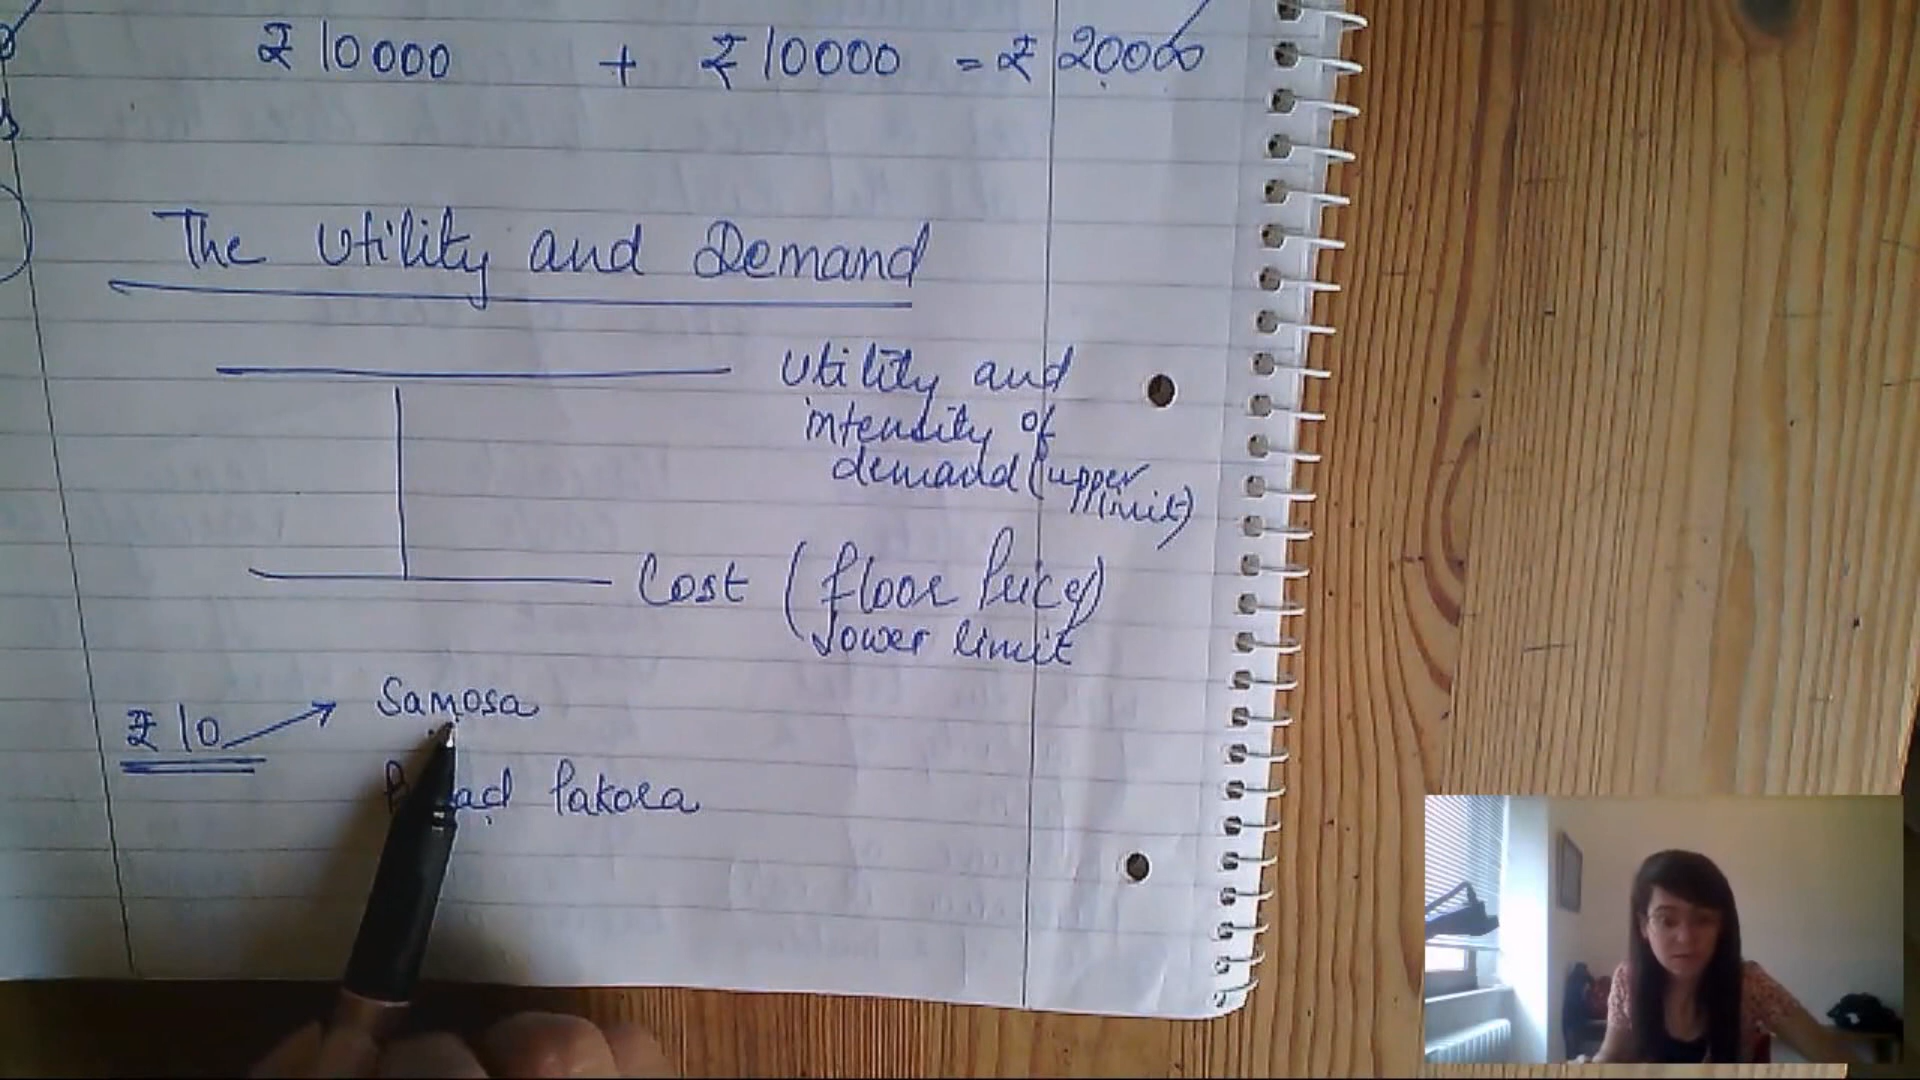 ₹ 10000 + ₹ 10000 = ₹ 20000
The Utility and Demand
Utility and
intensity of
demand (upper
limit)
Cost (floor Price)
lower limit
₹ 10 → Samosa
Pakora